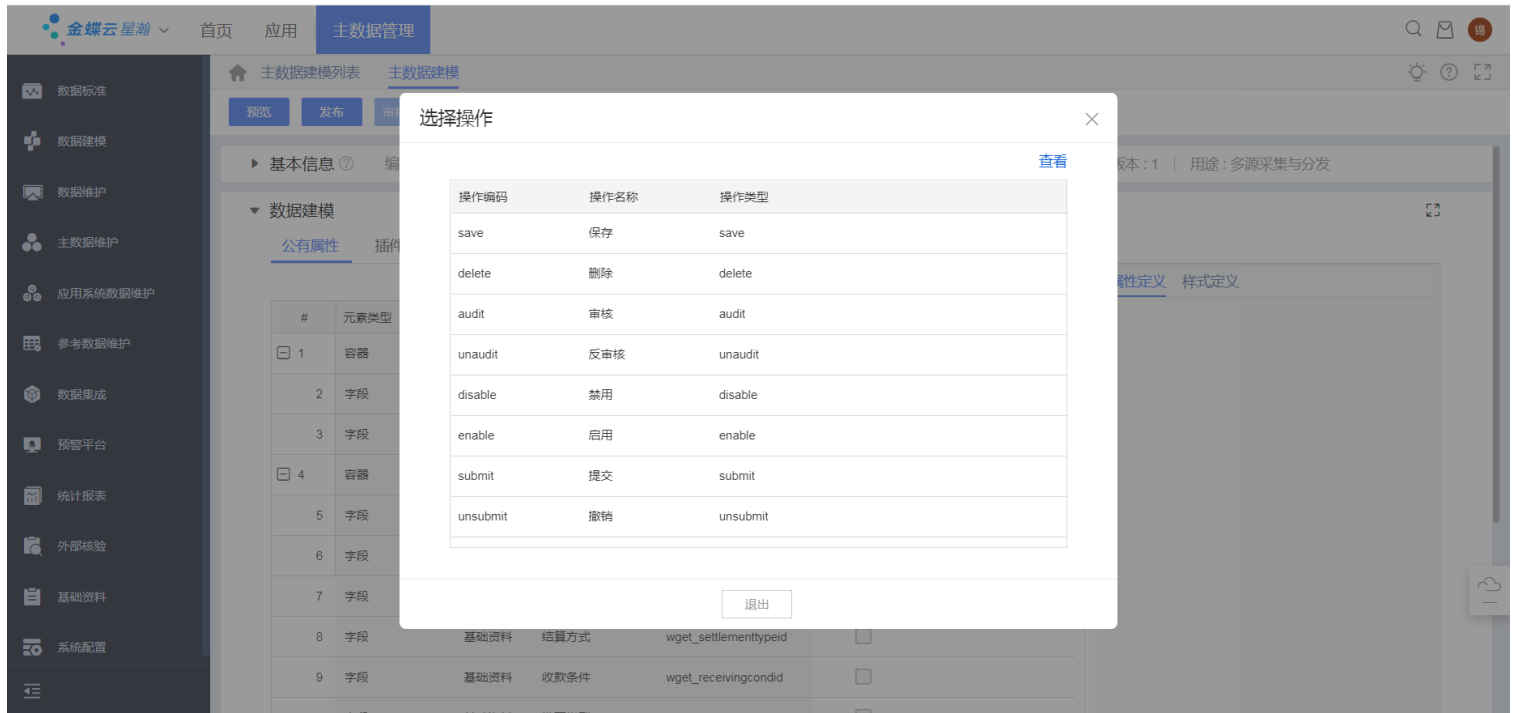 金蝶云星瀚 首页 应用 主数据管理 锡
主数据建模列表 主数据建模
预览 发布
选择操作
基本信息 编 版本 : 1 用途 : 多源采集与分发
查看
数据建模
公有属性 插件
属性定义 样式定义
# 元素类型
1 容器
2 字段
3 字段
4 容器
5 字段
6 字段
7 字段
8 字段 基础资料 结算方式 wget_settlementtypeid
9 字段 基础资料 收款条件 wget_receivingcondid
操作编码 操作名称 操作类型
save 保存 save
delete 删除 delete
audit 审核 audit
unaudit 反审核 unaudit
disable 禁用 disable
enable 启用 enable
submit 提交 submit
unsubmit 撤销 unsubmit
退出
数据标准
数据建模
数据维护
主数据维护
应用系统数据维护
参考数据维护
数据集成
预警平台
统计报表
外部核验
基础资料
系统配置